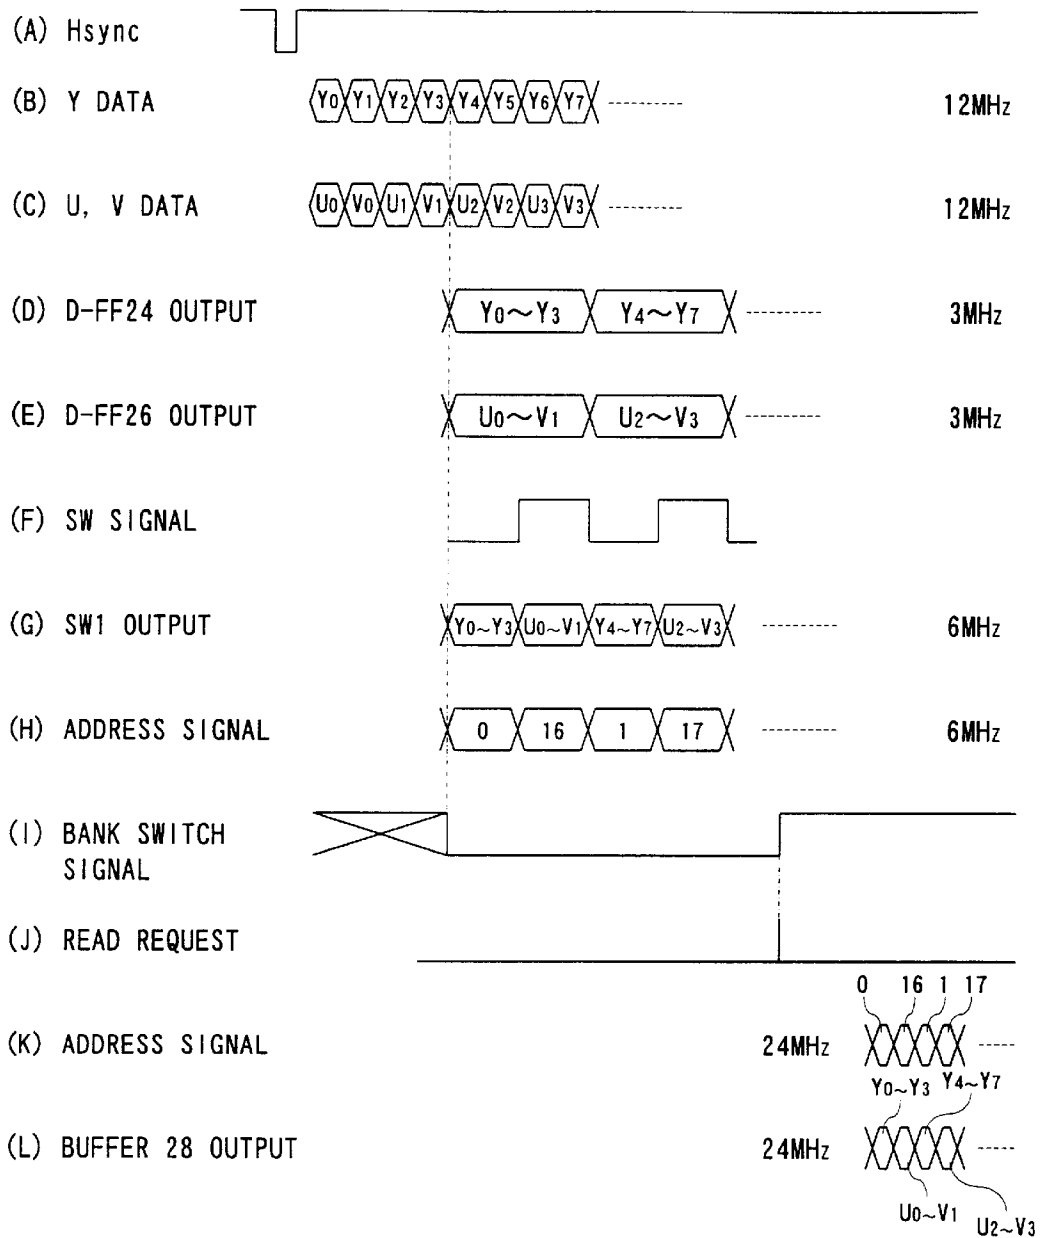 (A) Hsync
(B) Y DATA Y0 Y1 Y2 Y3 Y4 Y5 Y6 Y7 12MHz
(C) U, V DATA U0 V0 U1 V1 U2 V2 U3 V3 12MHz
(D) D-FF24 OUTPUT Y0~Y3 Y4~Y7 3MHz
(E) D-FF26 OUTPUT U0~V1 U2~V3 3MHz
(F) SW SIGNAL
(G) SW1 OUTPUT Y0~Y3 U0~V1 Y4~Y7 U2~V3 6MHz
(H) ADDRESS SIGNAL 0 16 1 17 6MHz
(I) BANK SWITCH
SIGNAL
(J) READ REQUEST
0 16 1 17
(K) ADDRESS SIGNAL 24MHz
Y0~Y3 Y4~Y7
(L) BUFFER 28 OUTPUT 24MHz
U0~V1 U2~V3